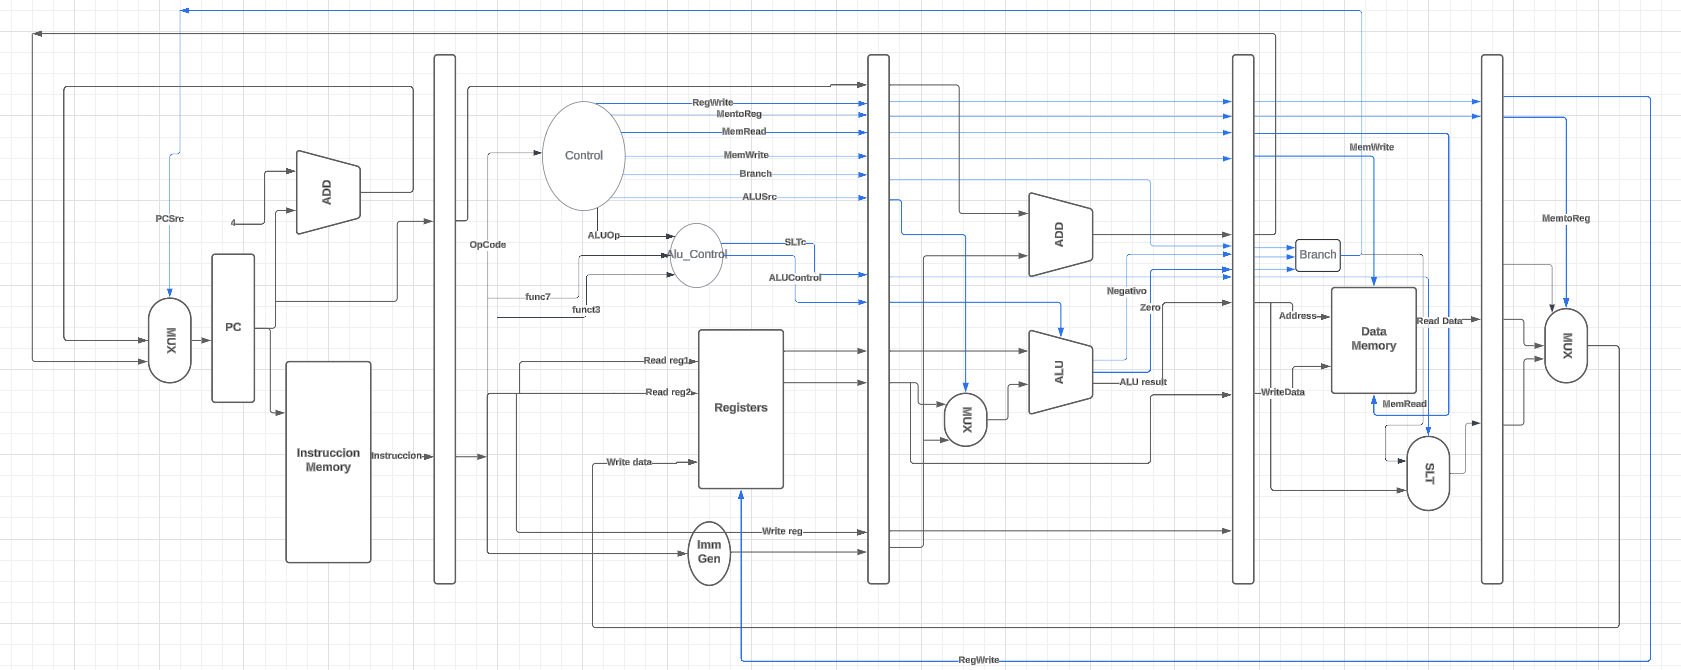 RegWrite
MentoReg
MemRead
MemWrite
MemWrite
Control
Branch
ADD
ALUSrc
PCSrc
4
MemtoReg
ALUOp
ADD
OpCode
SLTc
Alu_Control
Branch
ALUControl
Negativo
func7
Zero
funct3
Address
Read Data
PC
MUX
Data
Memory
MUX
Read reg1
ALU
ALU result
Read reg2
WriteData
MemRead
Registers
MUX
Instruccion
Memory
Instruccion
Write data
SLT
Write reg
Imm
Gen
RegWrite